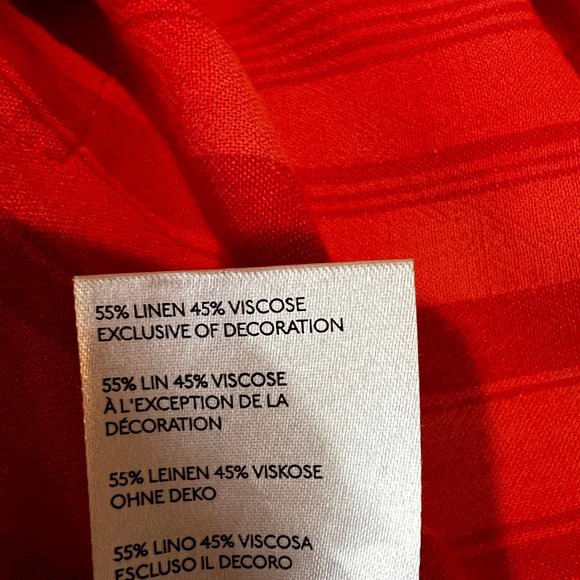 55% LINEN 45% VISCOSE
EXCLUSIVE OF DECORATION
55% LIN 45% VISCOSE
À L'EXCEPTION DE LA
DÉCORATION
55% LEINEN 45% VISKOSE
OHNE DEKO
55% LINO 45% VISCOSA
ESCLUSO IL DECORO